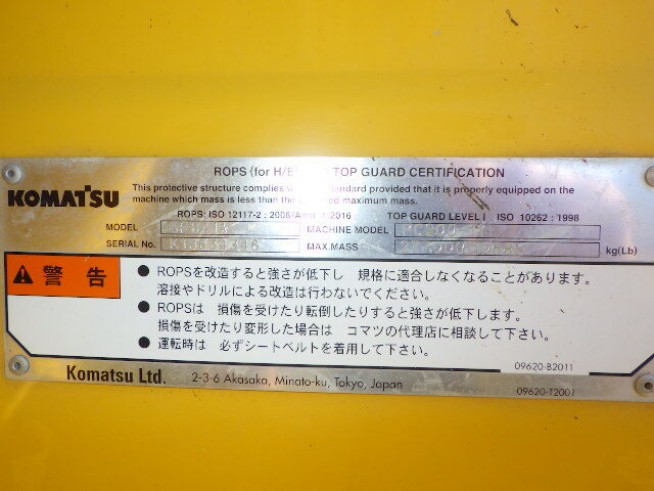 ROPS (for H/E TOP GUARD CERTIFICATION
KOMATSU
This protective structure complies standard provided that it is properly equipped on the
machine which mass is less than the maximum mass.
ROPS: ISO 12117-2 : 2008/ 2016 TOP GUARD LEVEL I ISO 10262 : 1998
MODEL MACHINE MODEL
SERIAL No. MAX.MASS kg(Lb)
警告
● ROPSを改造すると強さが低下し 規格に適合しなくなることがあります。
溶接やドリルによる改造は行わないでください。
● ROPSは 損傷を受けたり転倒したりすると強さが低下します。
損傷を受けたり変形した場合は コマツの代理店に相談して下さい。
● 運転時は 必ずシートベルトを着用して下さい。
09620-B2011
Komatsu Ltd. 2-3-6 Akasaka, Minato-ku, Tokyo, Japan
09620-T2001